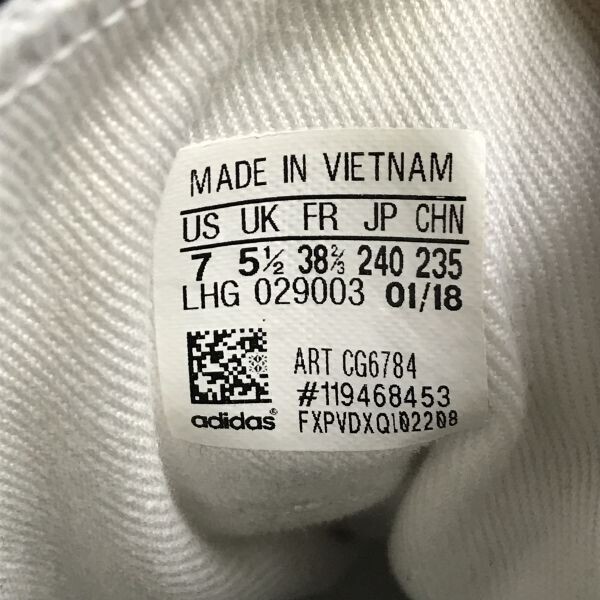 MADE IN VIETNAM
US UK FR JP CHN
7 5½ 38⅔ 240 235
LHG 029003 01/18
ART CG6784
#119468453
adidas® FXPVDXQI02208